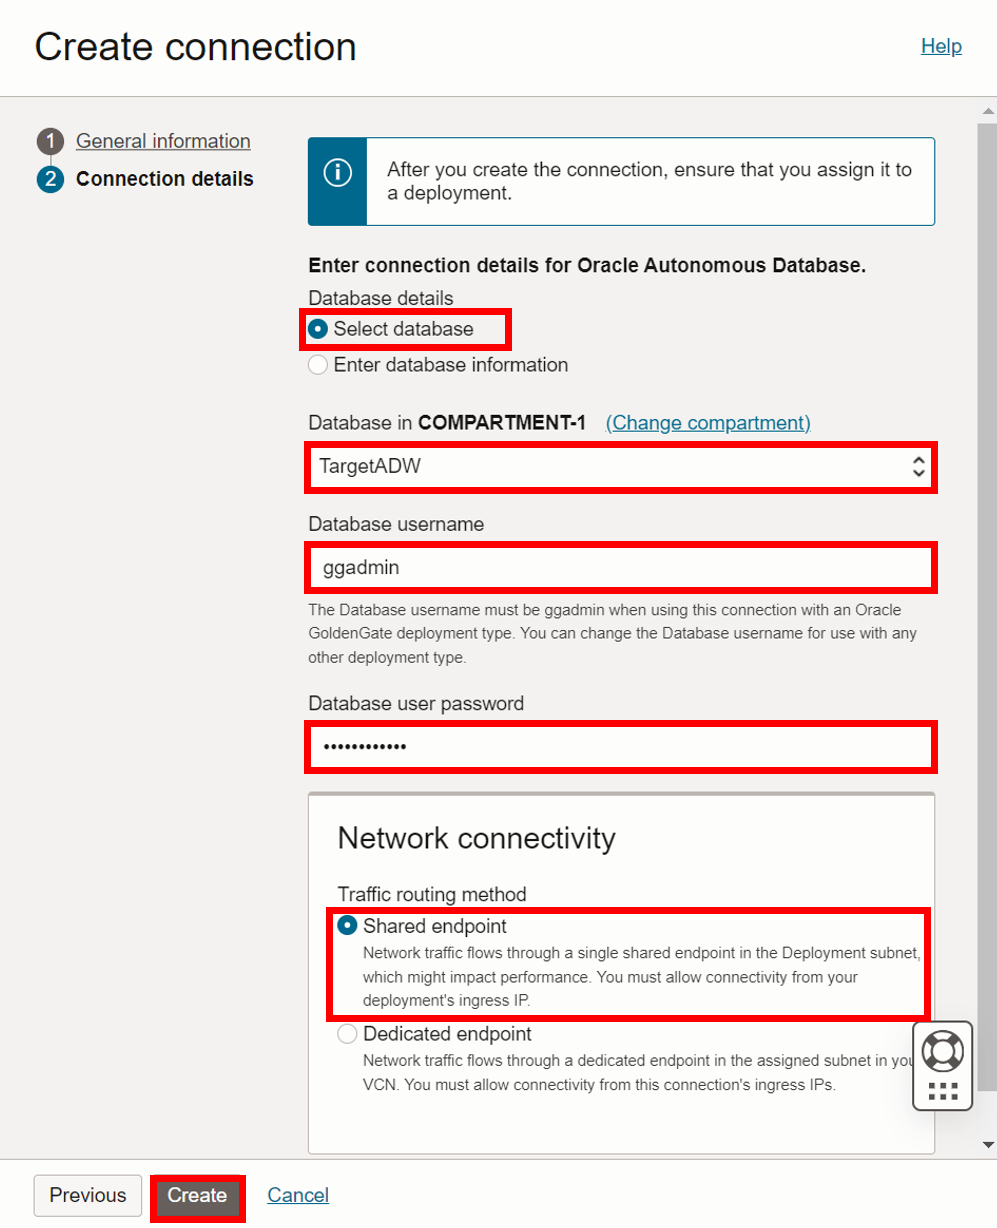 Create connection
Help
1 General information
2 Connection details
After you create the connection, ensure that you assign it to
a deployment.
Enter connection details for Oracle Autonomous Database.
Database details
Select database
Enter database information
Database in COMPARTMENT-1 (Change compartment)
TargetADW
Database username
ggadmin
The Database username must be ggadmin when using this connection with an Oracle
GoldenGate deployment type. You can change the Database username for use with any
other deployment type.
Database user password
••••••••••••
Network connectivity
Traffic routing method
Shared endpoint
Network traffic flows through a single shared endpoint in the Deployment subnet,
which might impact performance. You must allow connectivity from your
deployment's ingress IP.
Dedicated endpoint
Network traffic flows through a dedicated endpoint in the assigned subnet in
VCN. You must allow connectivity from this connection's ingress IPs.
Previous
Create
Cancel